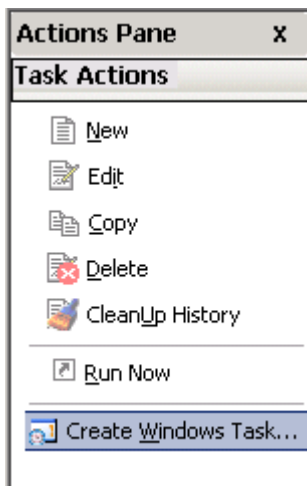 Actions Pane x
Task Actions
New
Edit
Copy
Delete
CleanUp History
Run Now
Create Windows Task...